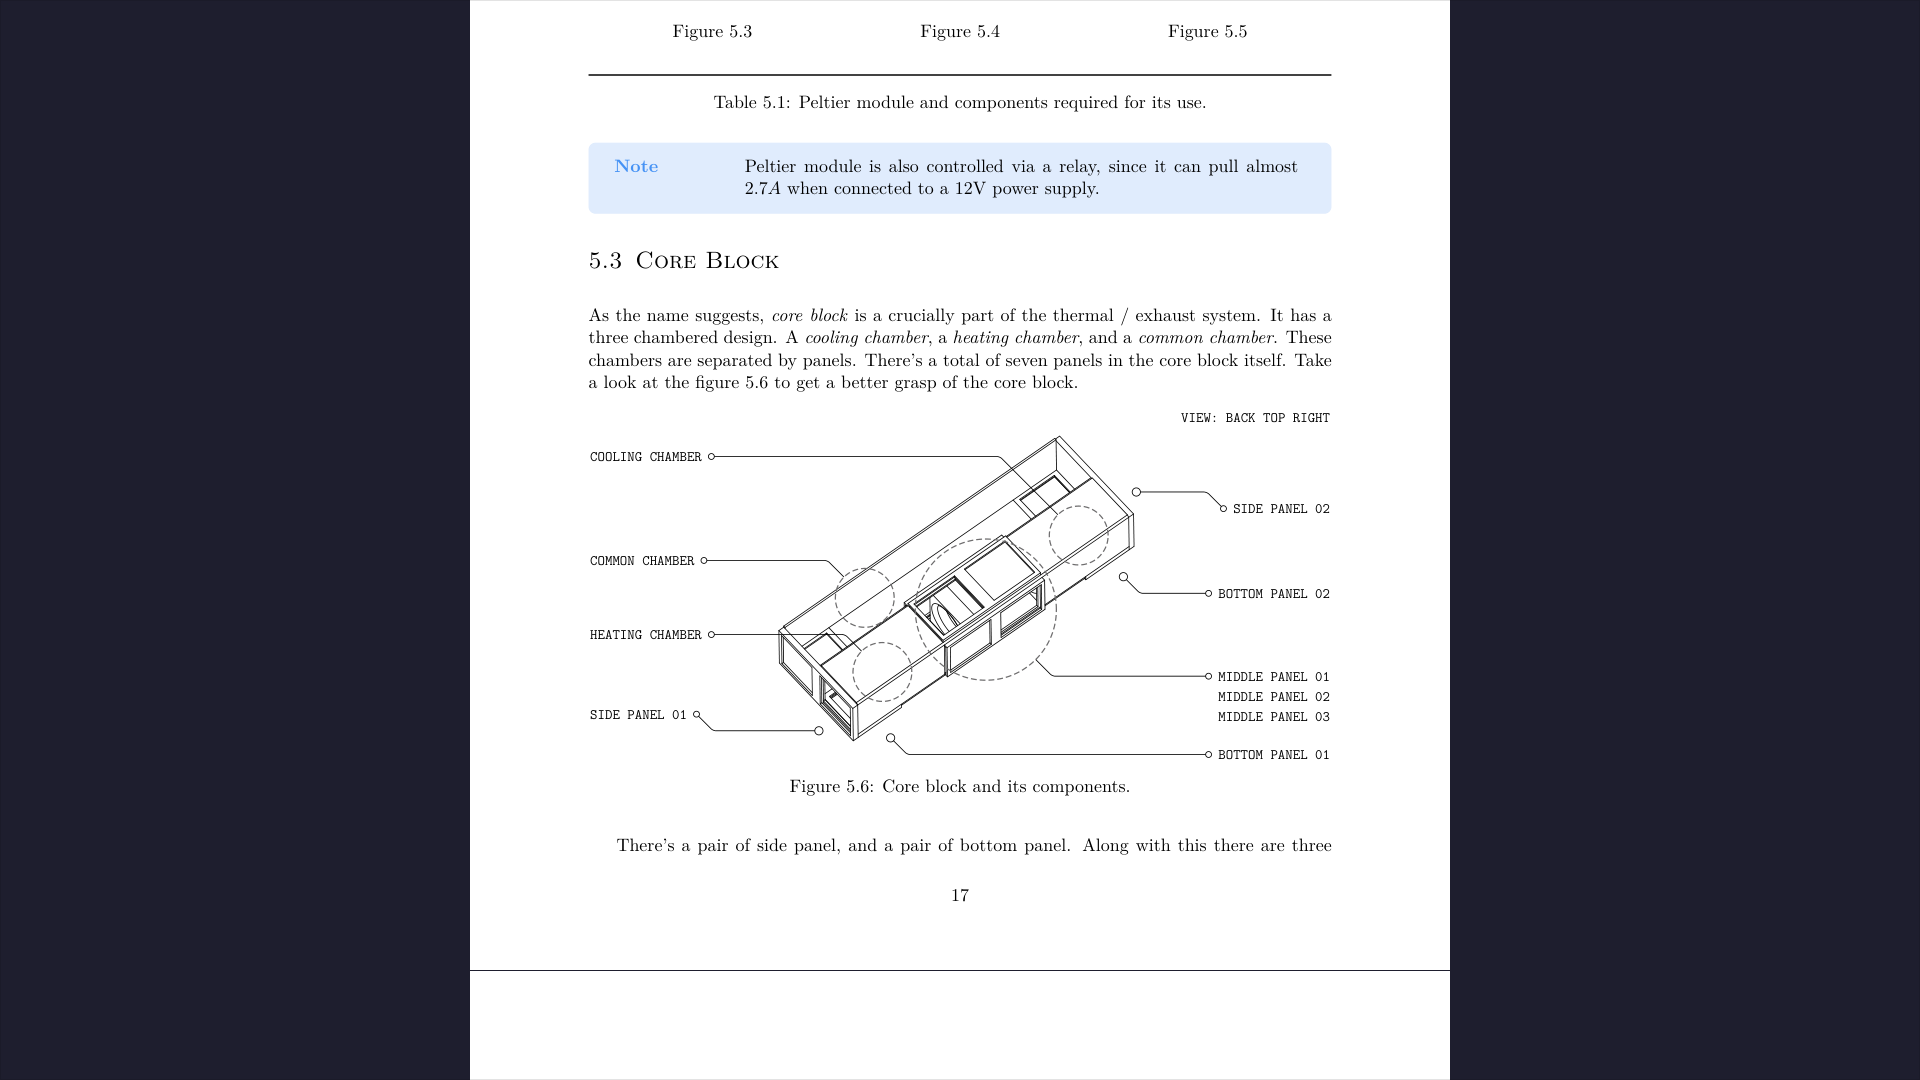 Figure 5.3 Figure 5.4 Figure 5.5
Table 5.1: Peltier module and components required for its use.
Note Peltier module is also controlled via a relay, since it can pull almost
2.7A when connected to a 12V power supply.
5.3 Core Block
As the name suggests, core block is a crucially part of the thermal / exhaust system. It has a
three chambered design. A cooling chamber, a heating chamber, and a common chamber. These
chambers are separated by panels. There's a total of seven panels in the core block itself. Take
a look at the figure 5.6 to get a better grasp of the core block.
VIEW: BACK TOP RIGHT
COOLING CHAMBER
SIDE PANEL 02
COMMON CHAMBER
BOTTOM PANEL 02
HEATING CHAMBER
MIDDLE PANEL 01
MIDDLE PANEL 02
SIDE PANEL 01
MIDDLE PANEL 03
BOTTOM PANEL 01
Figure 5.6: Core block and its components.
There's a pair of side panel, and a pair of bottom panel. Along with this there are three
17